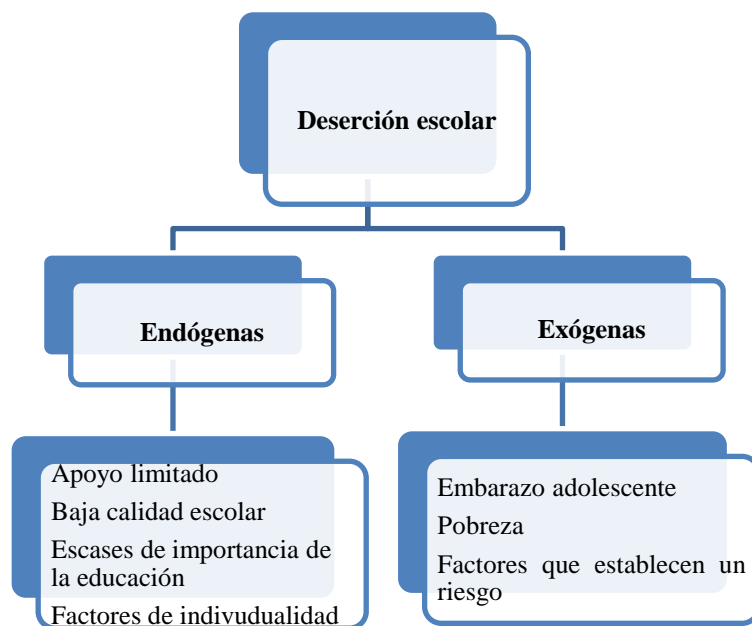 Deserción escolar
Endógenas
Exógenas
Apoyo limitado
Baja calidad escolar
Escases de importancia de
la educación
Factores de indivudualidad
Embarazo adolescente
Pobreza
Factores que establecen un
riesgo